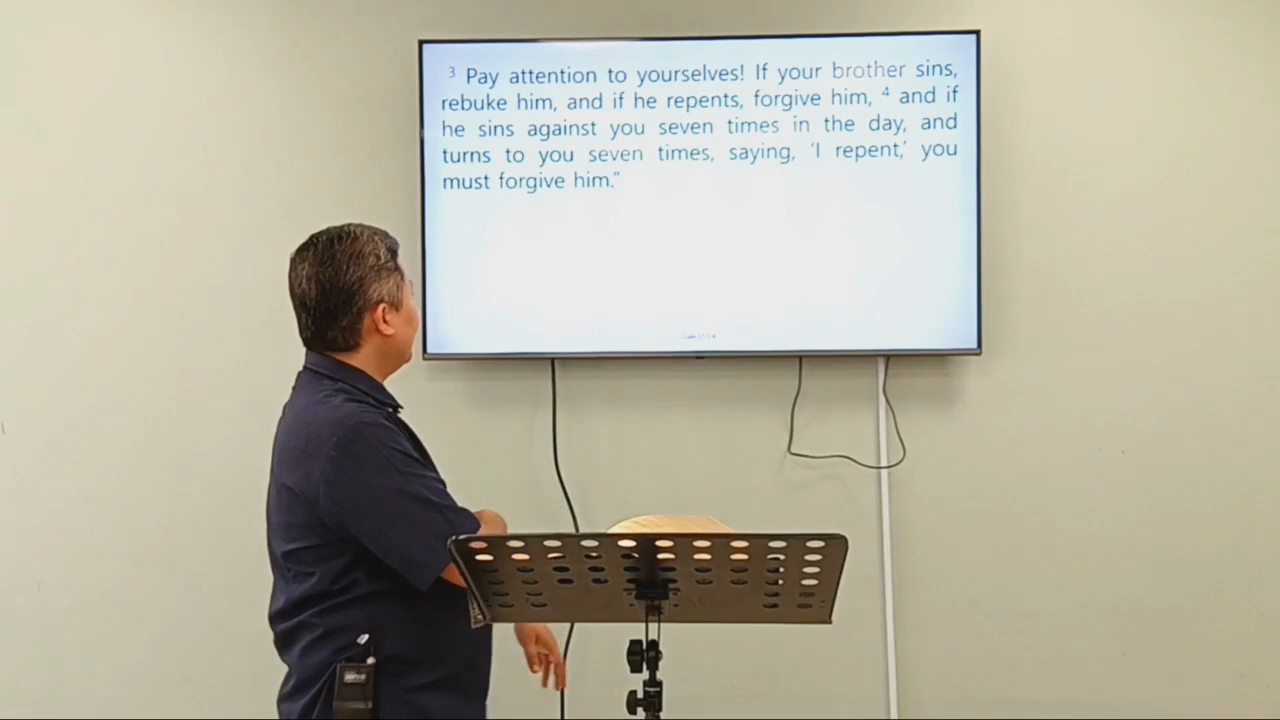 ³ Pay attention to yourselves! If your brother sins,
rebuke him, and if he repents, forgive him, ⁴ and if
he sins against you seven times in the day, and
turns to you seven times, saying, ‘I repent,’ you
must forgive him.”